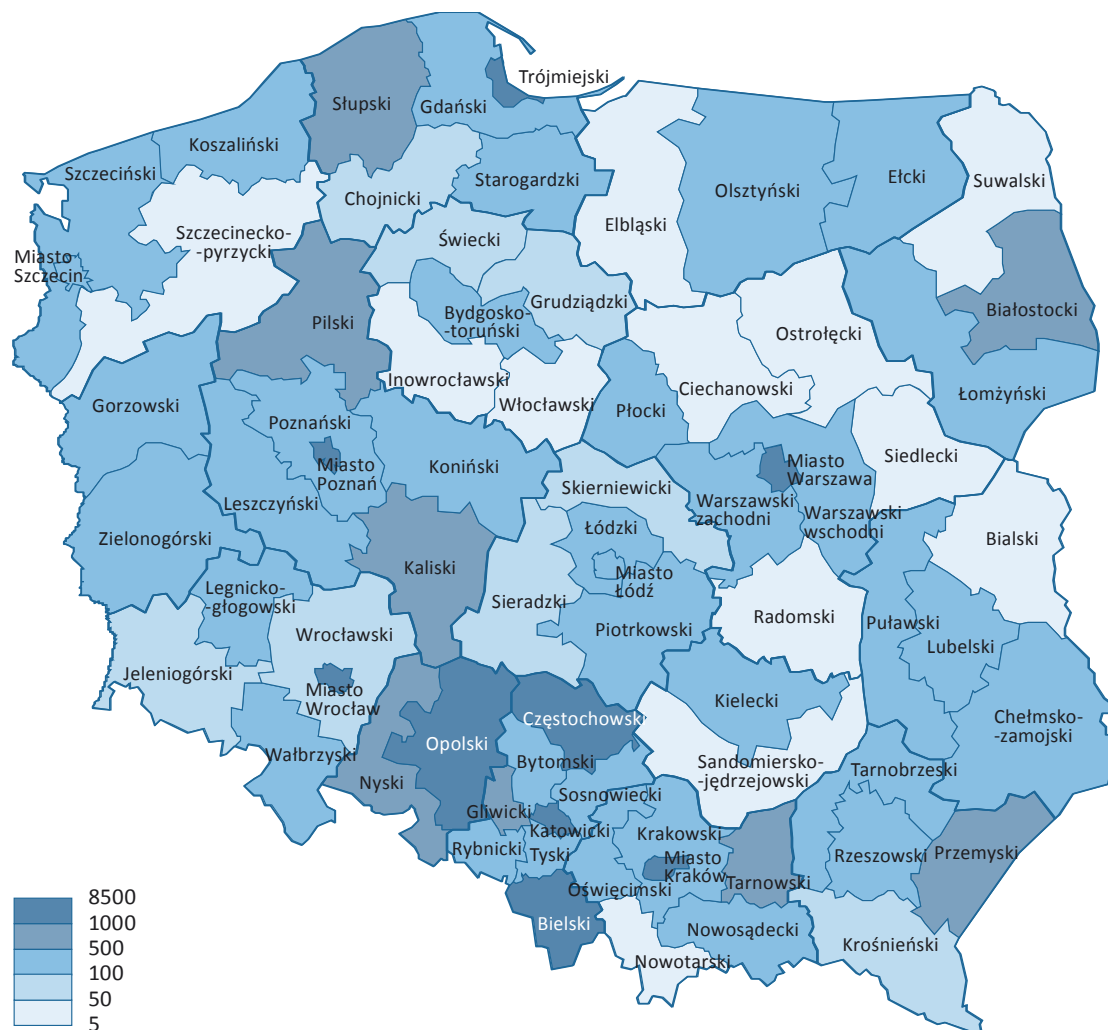 Trójmiejski
Słupski
Gdański
Koszaliński
Szczeciński
Starogardzki
Chojnicki
Olsztyński
Ełcki
Suwalski
Elbląski
Szczecinecko-
-pyrzycki
Świecki
Miasto
Szczecin
Grudziądzki
Białostocki
Bydgosko-
-toruński
Pilski
Ostrołęcki
Inowrocławski
Włocławski
Płocki
Ciechanowski
Łomżyński
Gorzowski
Poznański
Miasto
Poznań
Koniński
Skierniewicki
Miasto
Warszawa
Siedlecki
Leszczyński
Warszawski
zachodni
Warszawski
wschodni
Zielonogórski
Łódzki
Bialski
Kaliski
Miasto
Łódź
Legnicko-
-głogowski
Sieradzki
Radomski
Puławski
Wrocławski
Piotrkowski
Lubelski
Jeleniogórski
Miasto
Wrocław
Kielecki
Częstochowski
Chełmsko-
-zamojski
Opolski
Wałbrzyski
Bytomski
Sandomiersko-
-jędrzejowski
Tarnobrzeski
Nyski
Sosnowiecki
Gliwicki
Katowicki
Krakowski
Rybnicki
Tyski
Miasto
Kraków
Rzeszowski
Przemyski
Oświęcimski
Tarnowski
Bielski
Nowosądecki
Krośnieński
Nowotarski
8500
1000
500
100
50
5